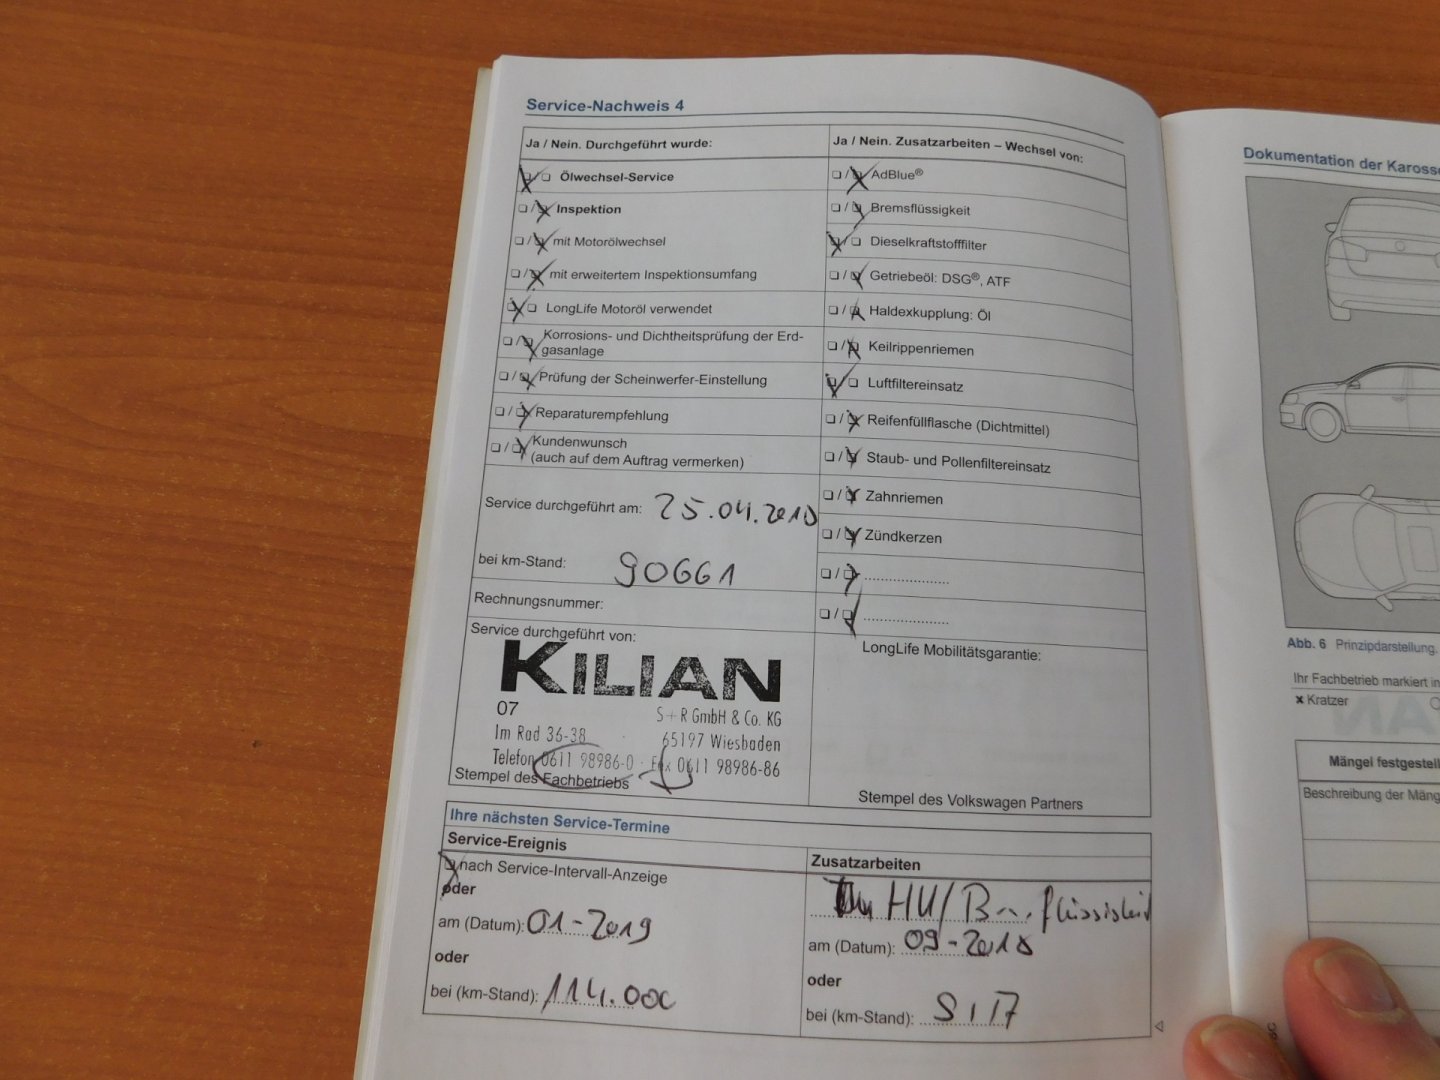 Service-Nachweis 4
Ja / Nein. Durchgeführt wurde:
Ölwechsel-Service
Inspektion
mit Motorölwechsel
mit erweitertem Inspektionsumfang
LongLife Motoröl verwendet
Korrosions- und Dichtheitsprüfung der Erd-
gasanlage
Prüfung der Scheinwerfer-Einstellung
Reparaturempfehlung
Kundenwunsch
(auch auf dem Auftrag vermerken)
Service durchgeführt am: 25.04.2018
bei km-Stand: 90661
Rechnungsnummer:
Service durchgeführt von:
KILIAN
07 S+R GmbH & Co. KG
Im Rad 36-38 65197 Wiesbaden
Telefon 0611 98986-0 · Fax 0611 98986-86
Stempel des Fachbetriebs
Ja / Nein. Zusatzarbeiten – Wechsel von:
AdBlue®
Bremsflüssigkeit
Dieselkraftstofffilter
Getriebeöl: DSG®, ATF
Haldexkupplung: Öl
Keilrippenriemen
Luftfiltereinsatz
Reifenfüllflasche (Dichtmittel)
Staub- und Pollenfiltereinsatz
Zahnriemen
Zündkerzen
LongLife Mobilitätsgarantie:
Stempel des Volkswagen Partners
Ihre nächsten Service-Termine
Service-Ereignis
nach Service-Intervall-Anzeige
oder
am (Datum): 01-2019
oder
bei (km-Stand): 114.000
Zusatzarbeiten
HU/B flüssigkeit
am (Datum): 09-2018
oder
bei (km-Stand):
Dokumentation der Karosse
Abb. 6 Prinzipdarstellung.
Ihr Fachbetrieb markiert in
Kratzer
Mängel festgestell
Beschreibung der Mäng